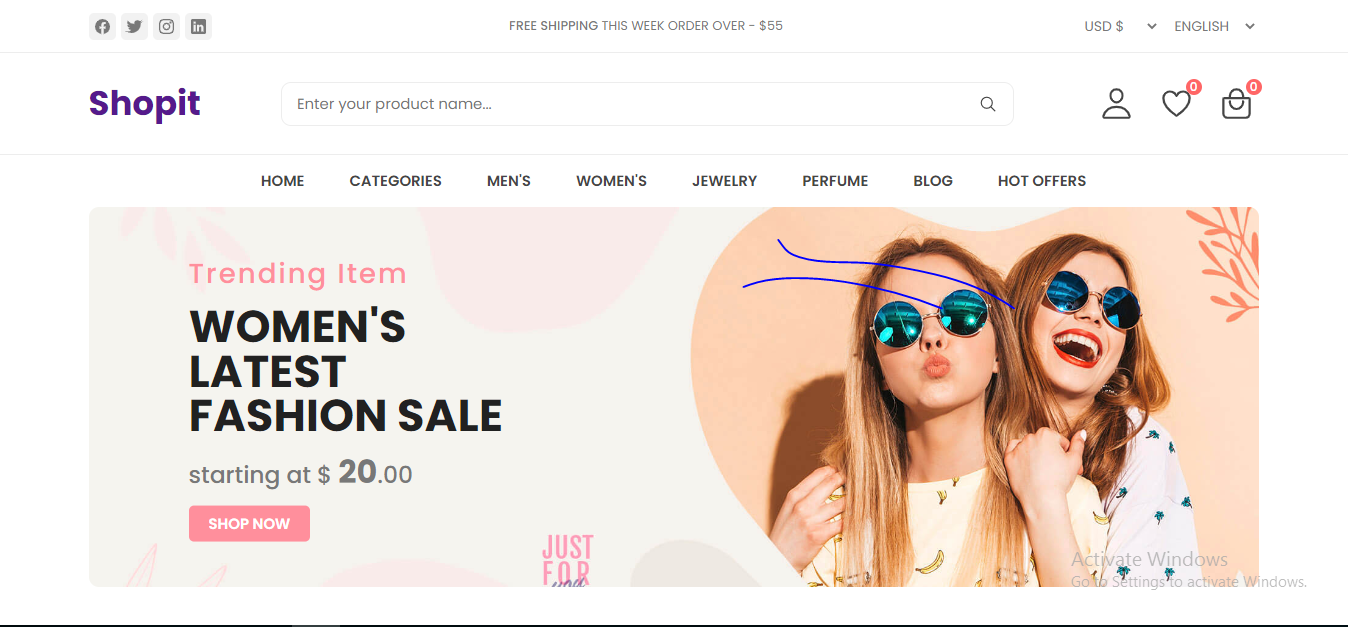 FREE SHIPPING THIS WEEK ORDER OVER - $55
USD $
ENGLISH
Shopit
Enter your product name...
0
0
HOME
CATEGORIES
MEN'S
WOMEN'S
JEWELRY
PERFUME
BLOG
HOT OFFERS
Trending Item
WOMEN'S
LATEST
FASHION SALE
starting at $ 20.00
SHOP NOW
JUST
FOR
you
Activate Windows
Go to Settings to activate Windows.